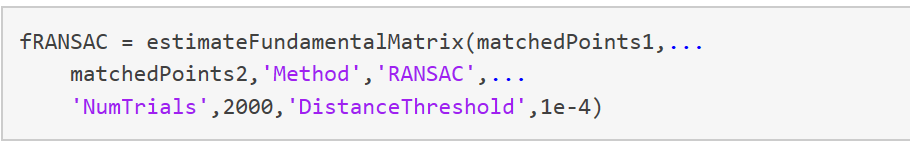 fRANSAC = estimateFundamentalMatrix(matchedPoints1,...
matchedPoints2,'Method','RANSAC',...
'NumTrials',2000,'DistanceThreshold',1e-4)